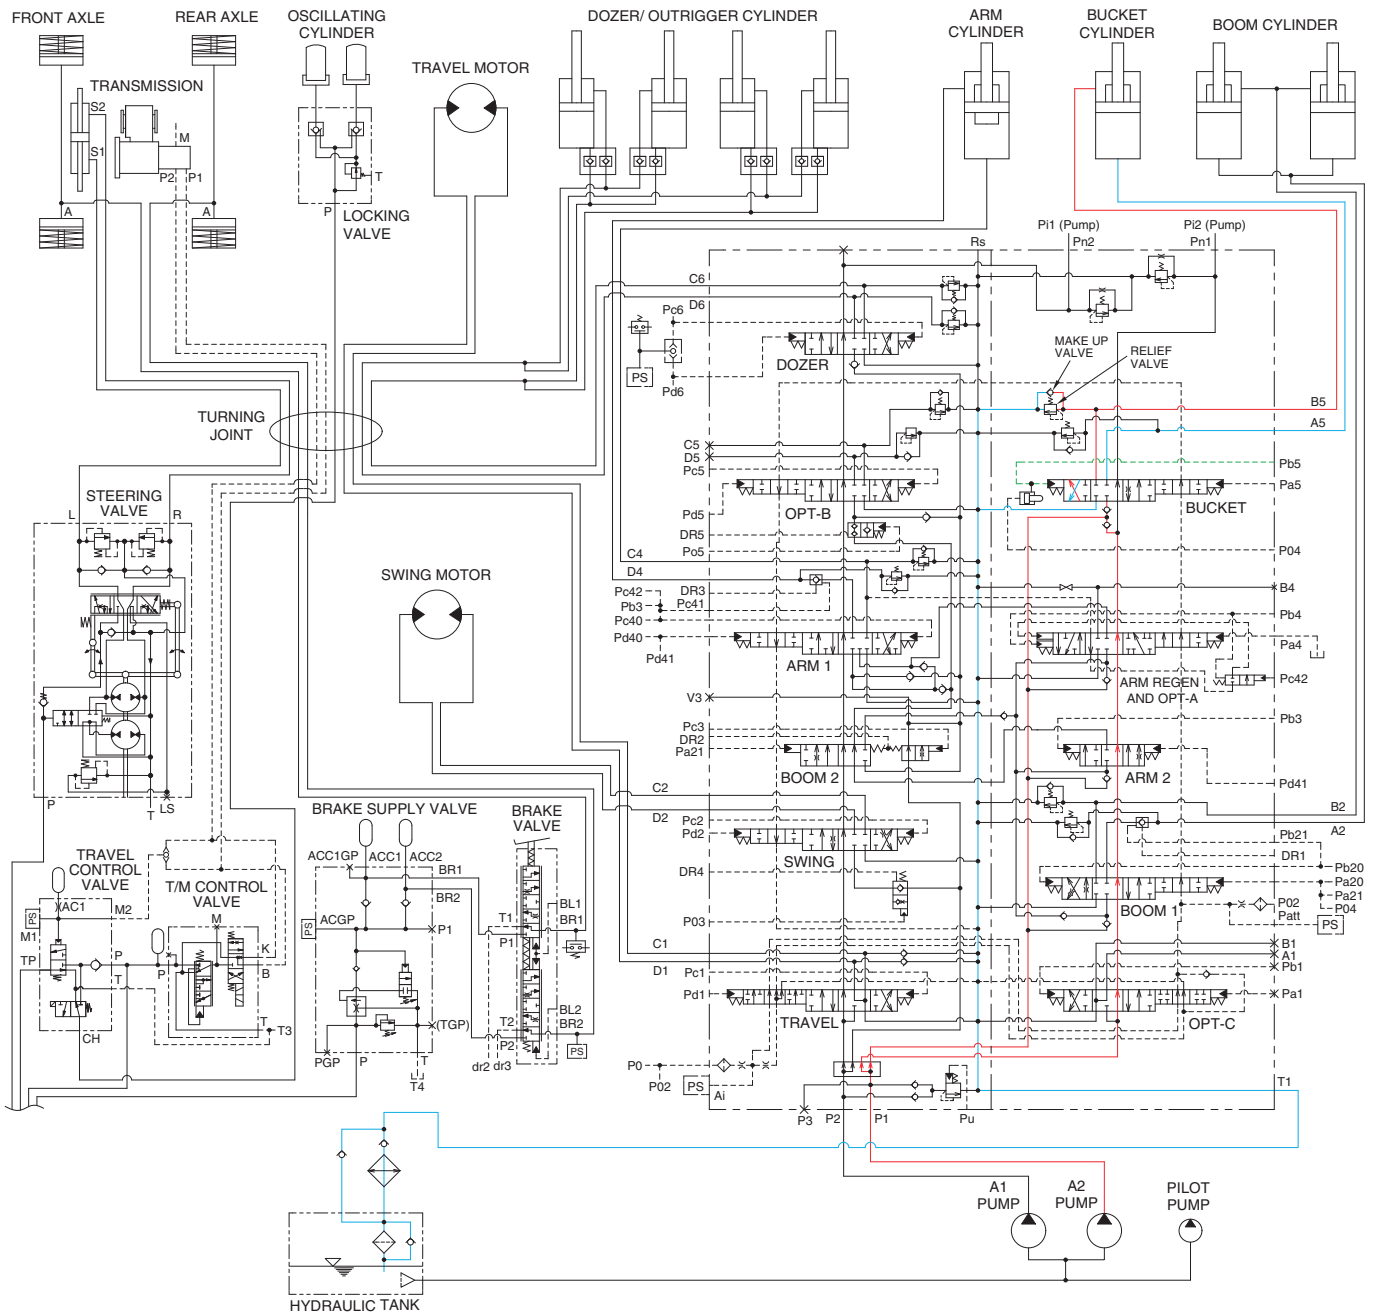 FRONT AXLE
REAR AXLE
OSCILLATING
CYLINDER
DOZER/ OUTRIGGER CYLINDER
ARM
CYLINDER
BUCKET
CYLINDER
BOOM CYLINDER
TRANSMISSION
TRAVEL MOTOR
S2
S1
M
P2
P1
A
A
T
P
LOCKING
VALVE
Rs
Pi1 (Pump)
Pn2
Pi2 (Pump)
Pn1
C6
D6
Pc6
Pd6
PS
DOZER
MAKE UP
VALVE
RELIEF
VALVE
B5
A5
TURNING
JOINT
C5
D5
Pc5
Pd5
DR5
Po5
OPT-B
Pb5
Pa5
BUCKET
P04
STEERING
VALVE
L
R
P
T
LS
SWING MOTOR
C4
D4
DR3
Pc42
Pb3
Pc41
Pc40
Pd40
Pd41
ARM 1
B4
Pb4
Pa4
Pc42
ARM REGEN
AND OPT-A
V3
Pc3
DR2
Pa21
BOOM 2
Pb3
ARM 2
Pd41
C2
D2
Pc2
Pd2
SWING
B2
A2
Pb21
DR1
Pb20
Pa20
Pa21
P04
BOOM 1
P02
Patt
PS
DR4
P03
BRAKE SUPPLY VALVE
BRAKE
VALVE
ACC1GP
ACC1
ACC2
BR1
BR2
ACGP
PS
P1
(TGP)
PGP
P
T
T4
T1
P1
BL1
BR1
T2
P2
BL2
BR2
PS
dr2
dr3
TRAVEL
CONTROL
VALVE
T/M CONTROL
VALVE
AC1
PS
M1
M2
TP
P
T
CH
M
P
K
B
T
T3
C1
D1
Pc1
Pd1
TRAVEL
B1
A1
Pb1
Pa1
OPT-C
P0
P02
PS
Ai
P3
P2
P1
Pu
T1
A1
PUMP
A2
PUMP
PILOT
PUMP
HYDRAULIC TANK